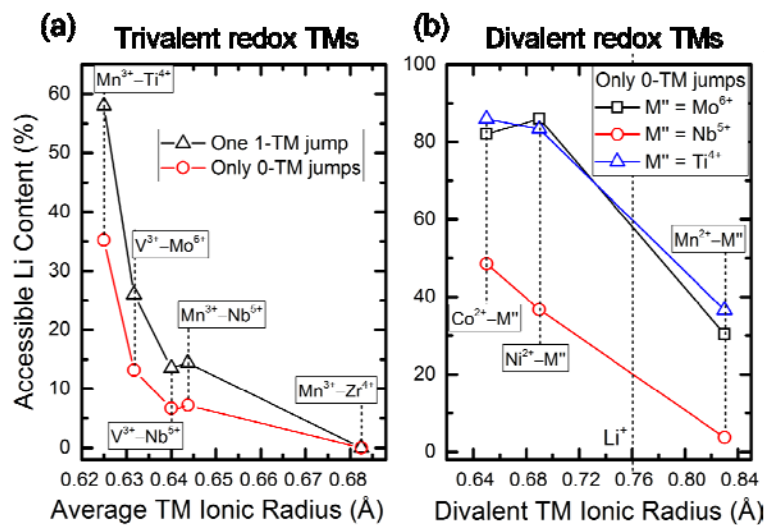 (a) Trivalent redox TMs
Accessible Li Content (%)
60
50
40
30
20
10
0
Mn³⁺–Ti⁴⁺
V³⁺–Mo⁶⁺
Mn³⁺–Nb⁵⁺
V³⁺–Nb⁵⁺
Mn³⁺–Zr⁴⁺
One 1-TM jump
Only 0-TM jumps
0.62 0.63 0.64 0.65 0.66 0.67 0.68
Average TM Ionic Radius (Å)
(b) Divalent redox TMs
100
80
60
40
20
0
Only 0-TM jumps
M" = Mo⁶⁺
M" = Nb⁵⁺
M" = Ti⁴⁺
Co²⁺–M"
Ni²⁺–M"
Mn²⁺–M"
Li⁺
0.64 0.68 0.72 0.76 0.80 0.84
Divalent TM Ionic Radius (Å)